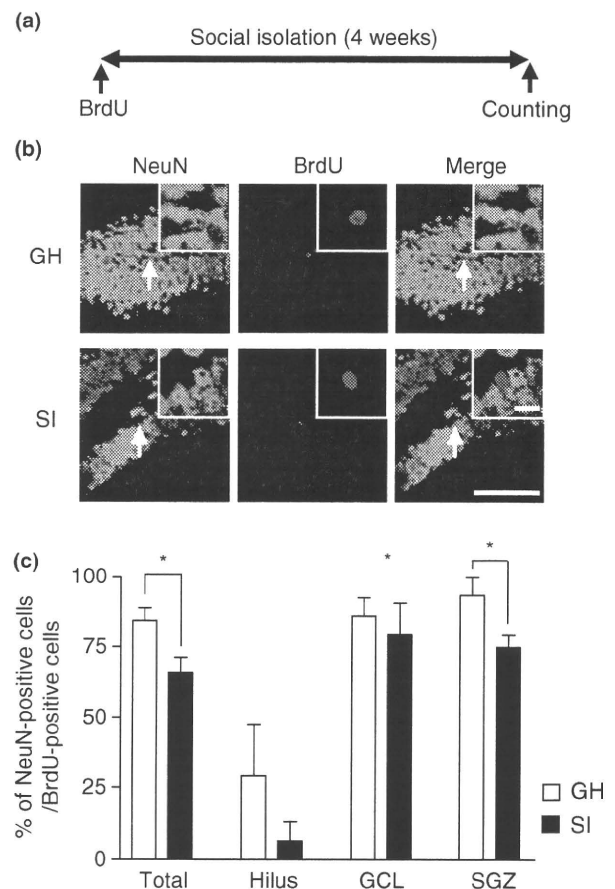 (a)
Social isolation (4 weeks)
BrdU
Counting
(b)
NeuN BrdU Merge
GH
SI
(c)
% of NeuN-positive cells
/BrdU-positive cells
100
75
50
25
0
* * *
Total Hilus GCL SGZ
GH
SI